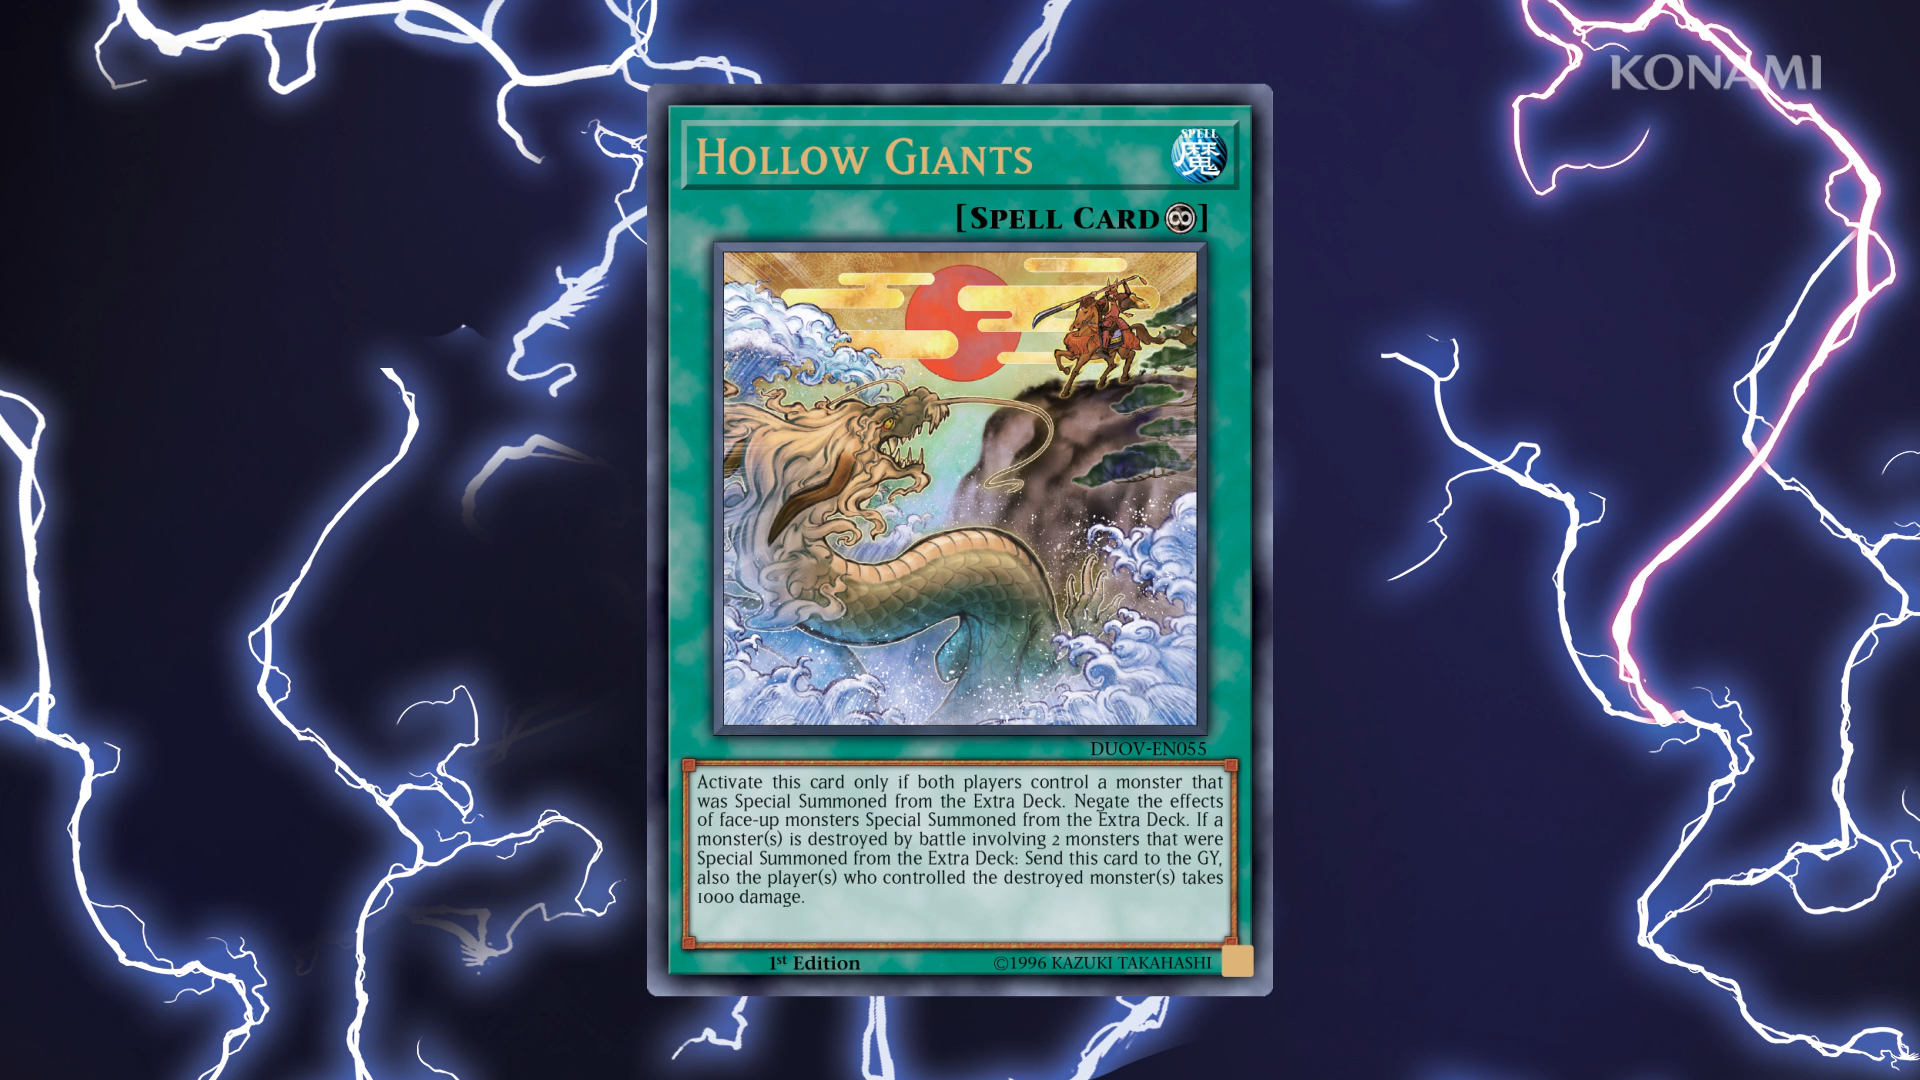 KONAMI
HOLLOW GIANTS
SPELL
魔
[SPELL CARD ]
DUOV-EN055
Activate this card only if both players control a monster that
was Special Summoned from the Extra Deck. Negate the effects
of face-up monsters Special Summoned from the Extra Deck. If a
monster(s) is destroyed by battle involving 2 monsters that were
Special Summoned from the Extra Deck: Send this card to the GY,
also the player(s) who controlled the destroyed monster(s) takes
1000 damage.
1st Edition
©1996 KAZUKI TAKAHASHI